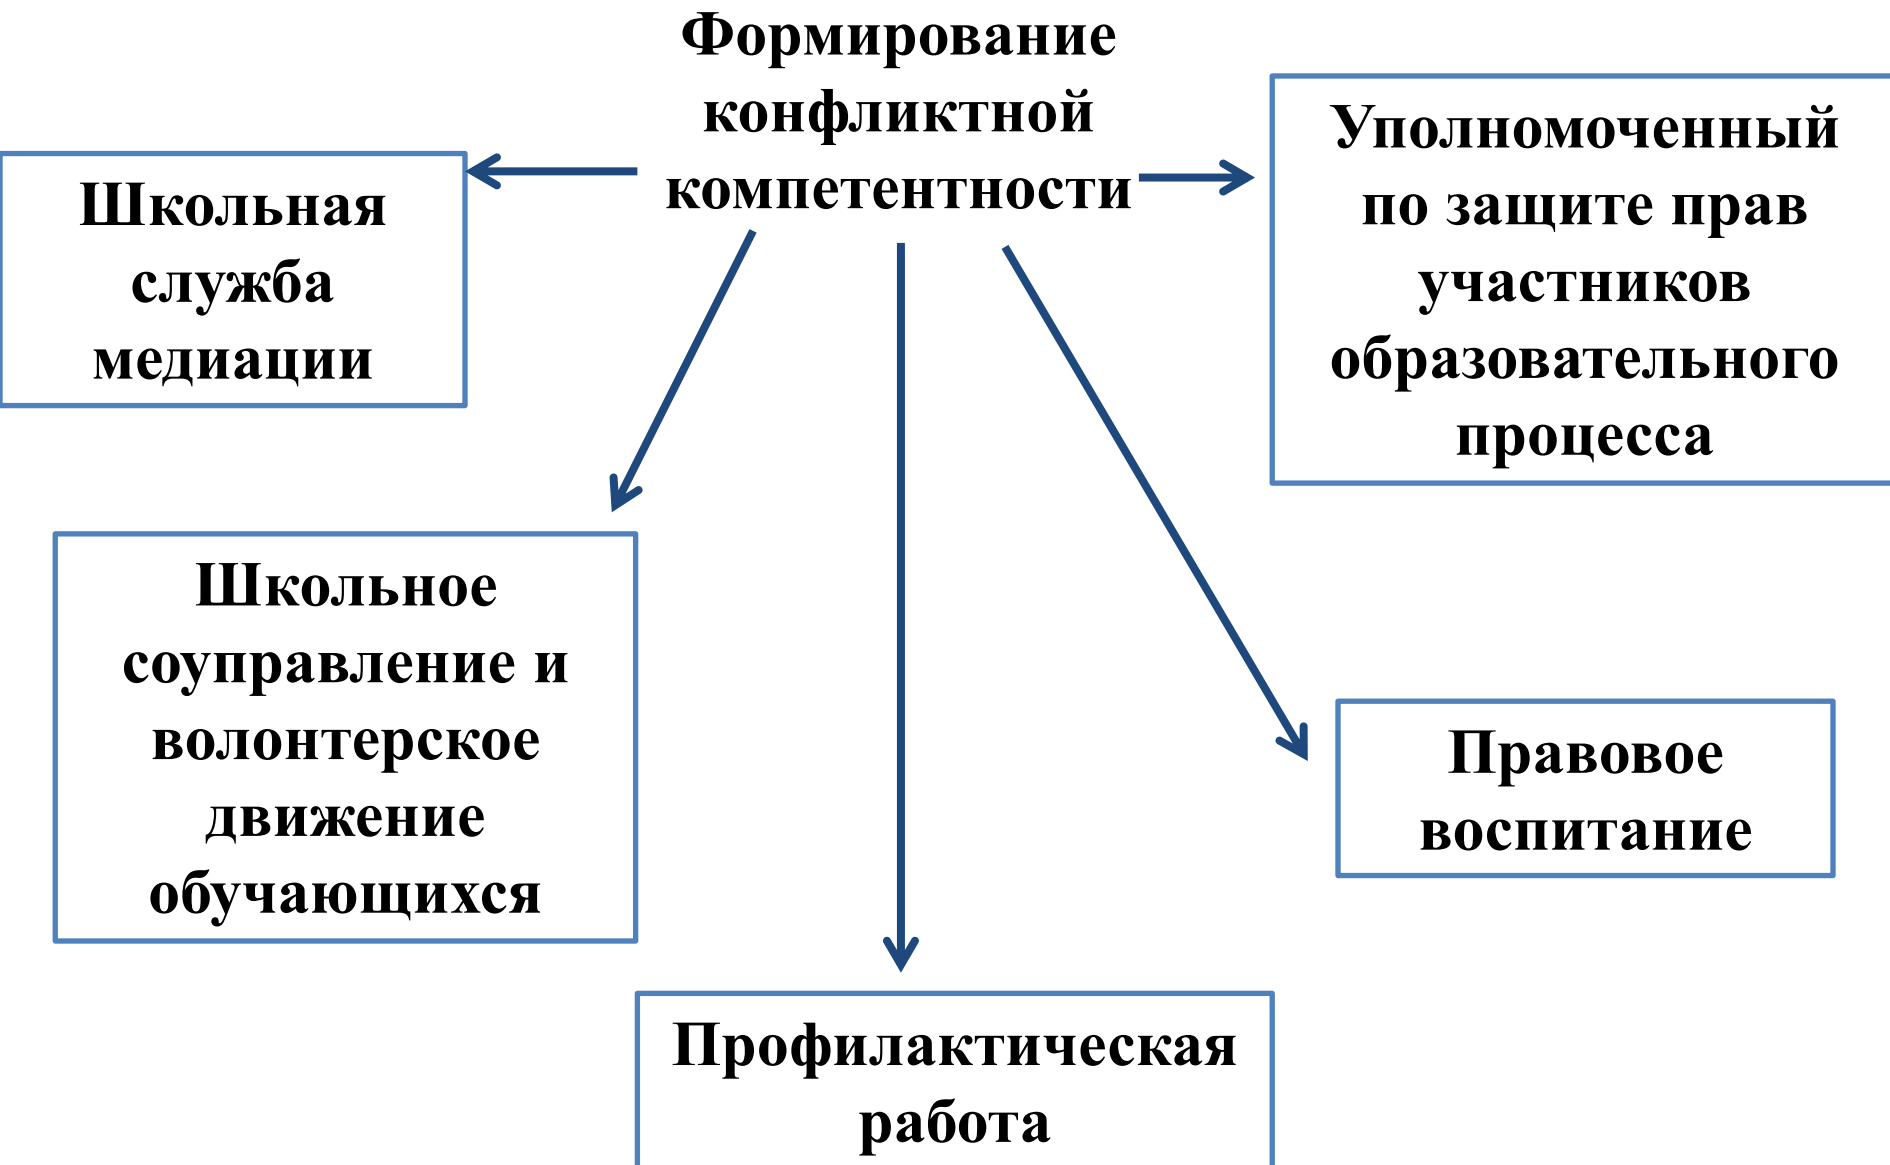 Формирование
конфликтной
компетентности
Школьная
служба
медиации
Уполномоченный
по защите прав
участников
образовательного
процесса
Школьное
соуправление и
волонтерское
движение
обучающихся
Правовое
воспитание
Профилактическая
работа